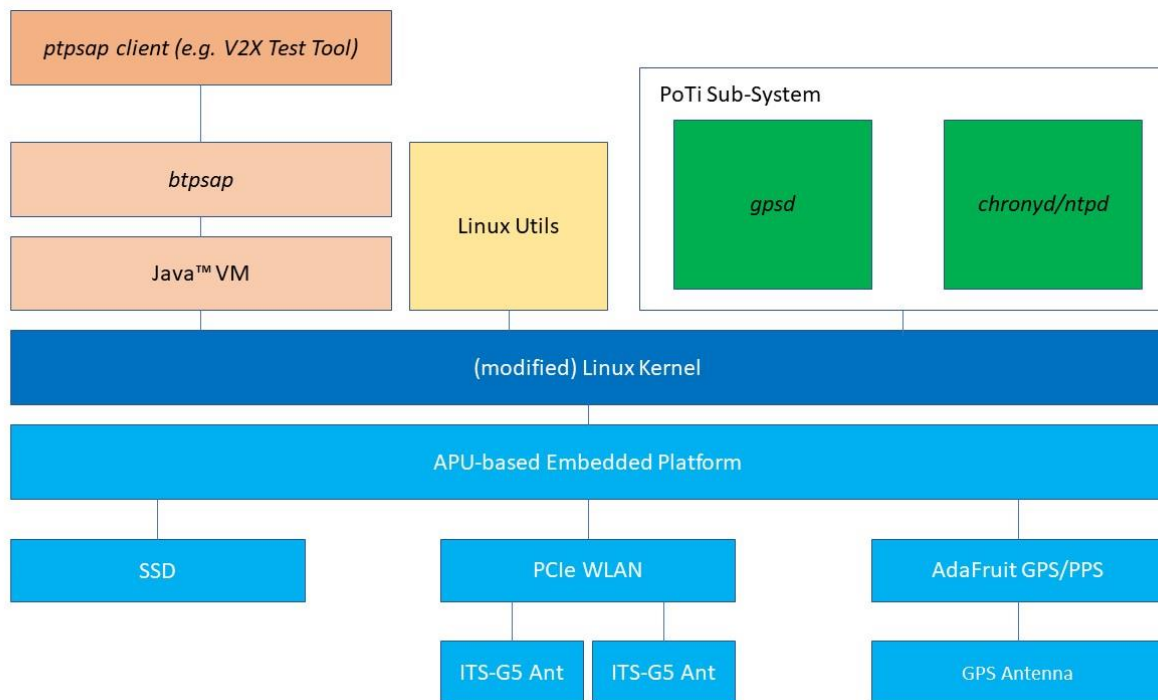 ptpsap client (e.g. V2X Test Tool)
PoTi Sub-System
btpsap
Linux Utils
gpsd
chronyd/ntpd
Java™ VM
(modified) Linux Kernel
APU-based Embedded Platform
SSD
PCIe WLAN
AdaFruit GPS/PPS
ITS-G5 Ant
ITS-G5 Ant
GPS Antenna